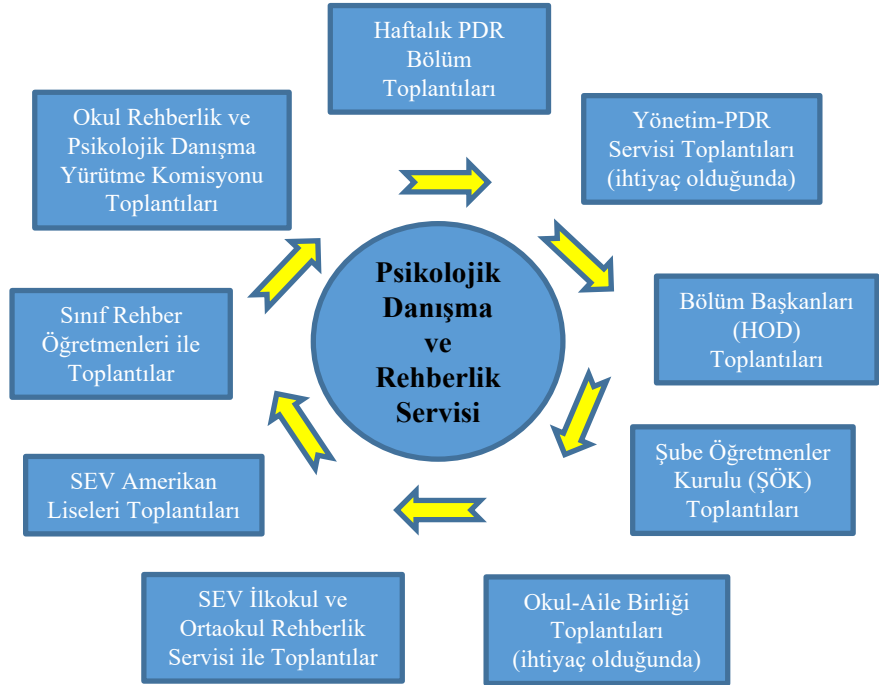 Haftalık PDR
Bölüm
Toplantıları
Yönetim-PDR
Servisi Toplantıları
(ihtiyaç olduğunda)
Bölüm Başkanları
(HOD)
Toplantıları
Şube Öğretmenler
Kurulu (ŞÖK)
Toplantıları
Okul-Aile Birliği
Toplantıları
(ihtiyaç olduğunda)
SEV İlkokul ve
Ortaokul Rehberlik
Servisi ile Toplantılar
SEV Amerikan
Liseleri Toplantıları
Sınıf Rehber
Öğretmenleri ile
Toplantılar
Okul Rehberlik ve
Psikolojik Danışma
Yürütme Komisyonu
Toplantıları
Psikolojik
Danışma
ve
Rehberlik
Servisi